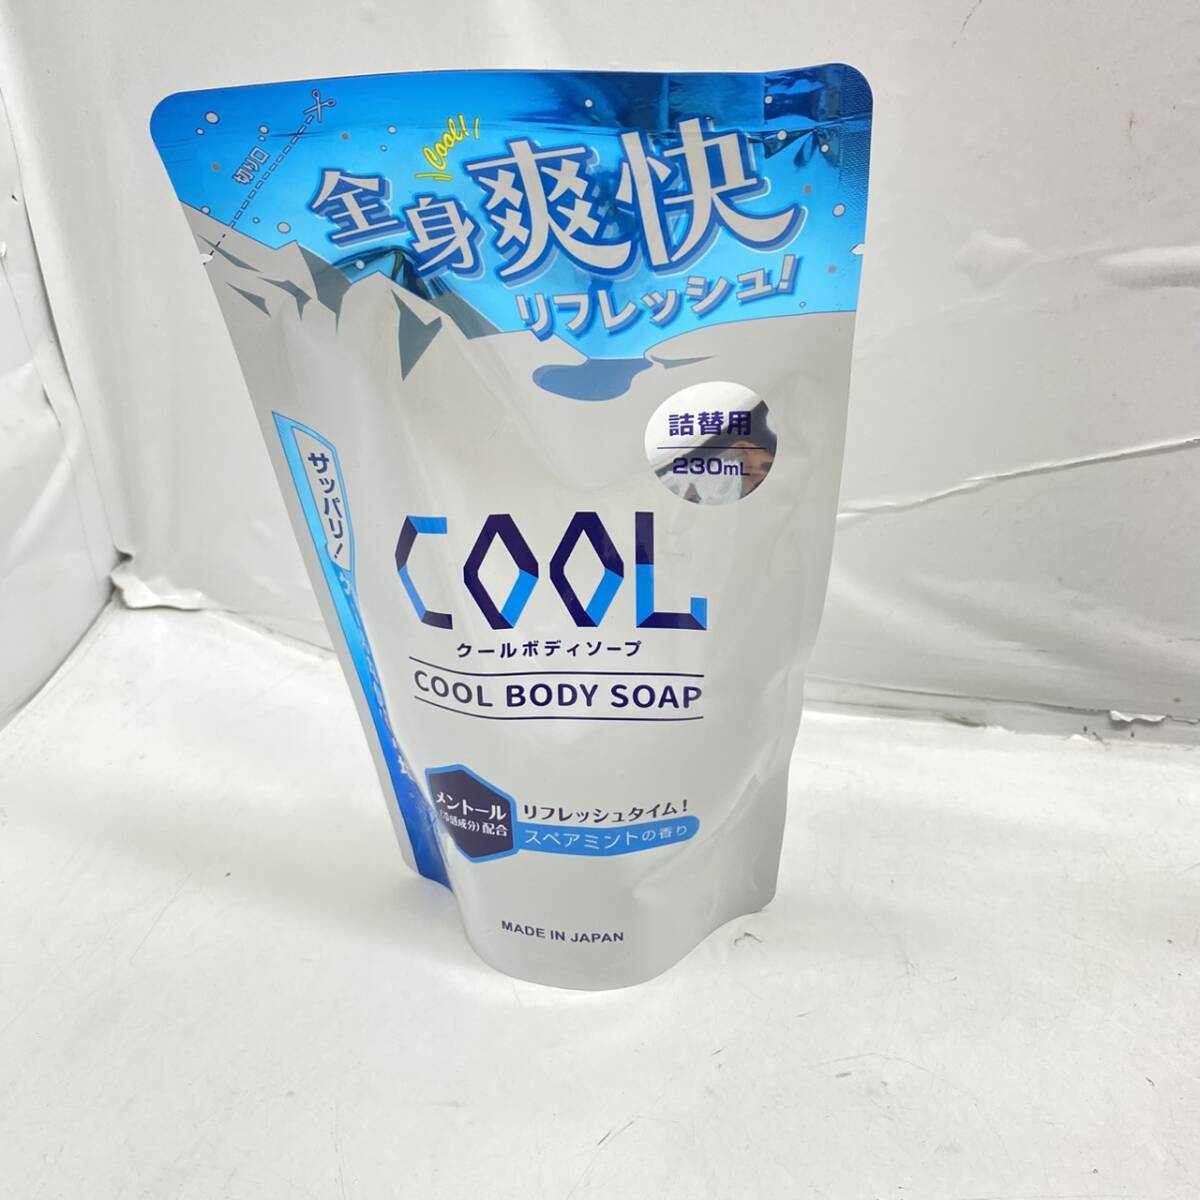 切り口
Cool!
全身爽快
リフレッシュ!
詰替用
230mL
サッパリ!
COOL
クールボディソープ
COOL BODY SOAP
メントール
配合
リフレッシュタイム!
スペアミントの香り
MADE IN JAPAN